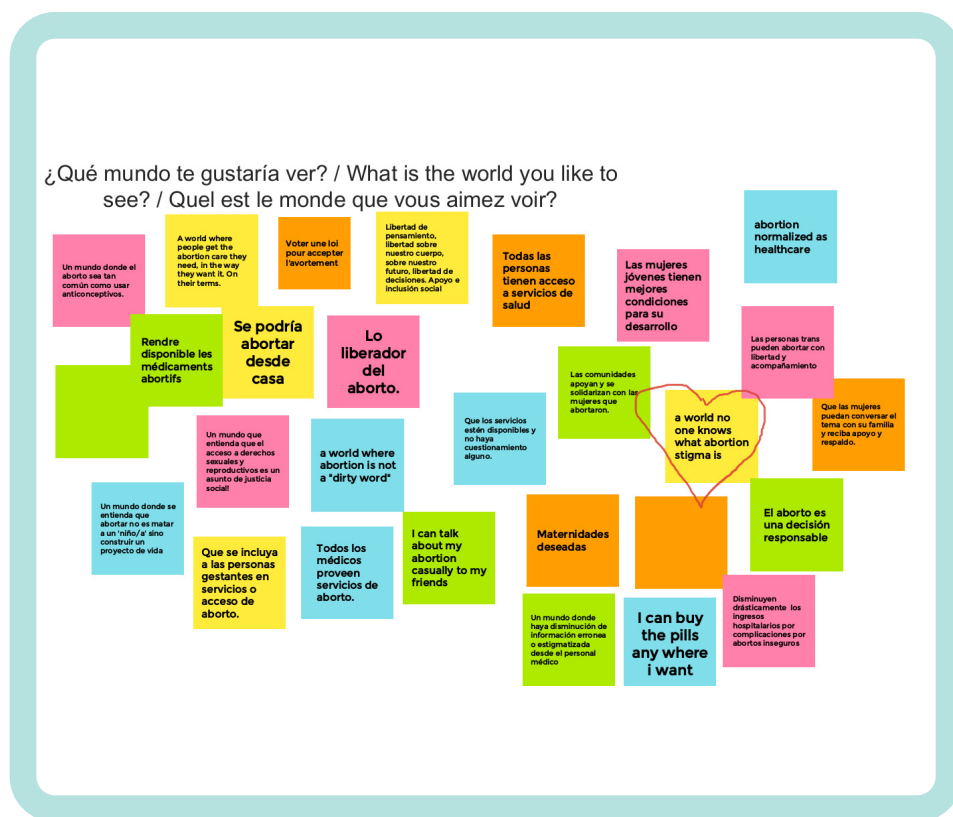 ¿Qué mundo te gustaría ver? / What is the world you like to
see? / Quel est le monde que vous aimez voir?
Un mundo donde el
aborto sea tan
común como usar
anticonceptivos.
A world where
people get the
abortion care they
need, in the way
they want it. On
their terms.
Voter une loi
pour accepter
l'avortement
Libertad de
pensamiento,
libertad sobre
nuestro cuerpo,
sobre nuestro
futuro, libertad de
decisiones. Apoyo e
inclusión social
Todas las
personas
tienen acceso
a servicios de
salud
Las mujeres
jóvenes tienen
mejores
condiciones
para su
desarrollo
abortion
normalized as
healthcare
Rendre
disponible les
médicaments
abortifs
Se podría
abortar
desde
casa
Lo
liberador
del
aborto.
Las comunidades
apoyan y se
solidarizan con las
mujeres que
abortaron.
Las personas trans
pueden abortar con
libertad y
acompañamiento
a world no
one knows
what abortion
stigma is
Que las mujeres
puedan conversar el
tema con su familia
y reciba apoyo y
respaldo.
Un mundo que
entienda que el
acceso a derechos
sexuales y
reproductivos es un
asunto de justicia
social!
a world where
abortion is not
a "dirty word"
Que los servicios
estén disponibles y
no haya
cuestionamiento
alguno.
Un mundo donde se
entienda que
abortar no es matar
a un 'niño/a' sino
construir un
proyecto de vida
Que se incluya
a las personas
gestantes en
servicios o
acceso de
aborto.
Todos los
médicos
proveen
servicios de
aborto.
I can talk
about my
abortion
casually to my
friends
Maternidades
deseadas
El aborto es
una decisión
responsable
Un mundo donde
haya disminución de
información erronea
o estigmatizada
desde el personal
médico
I can buy
the pills
any where
i want
Disminuyen
drásticamente los
ingresos
hospitalarios por
complicaciones por
abortos inseguros